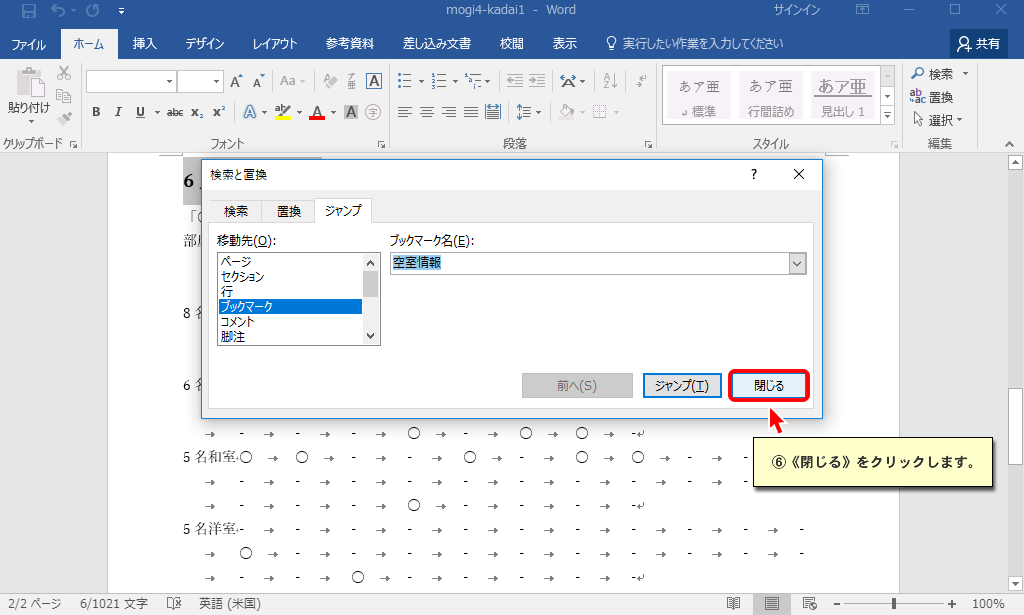 mogi4-kadai1 - Word
サインイン
ファイル ホーム 挿入 デザイン レイアウト 参考資料 差し込み文書 校閲 表示 実行したい作業を入力してください 共有
貼り付け
クリップボード
Aa
B I U abc x₂ x²
フォント
段落
あア亜 あア亜 あア亜
標準 行間詰め 見出し 1
スタイル
検索
置換
選択
編集
6
検索と置換
検索 置換 ジャンプ
移動先(O):
ブックマーク名(E):
ページ
セクション
行
ブックマーク
コメント
脚注
空室情報
前へ(S) ジャンプ(T) 閉じる
⑥《閉じる》をクリックします。
部
8 名
6 名
→ - → - → - → ○ → - → ○ → ○ → -↵
5 名和室 ○ → ○ → - → - → ○ → - → ○ → ○ → - → -
5 名洋室 -
2/2 ページ 6/1021 文字 英語 (米国) 100%